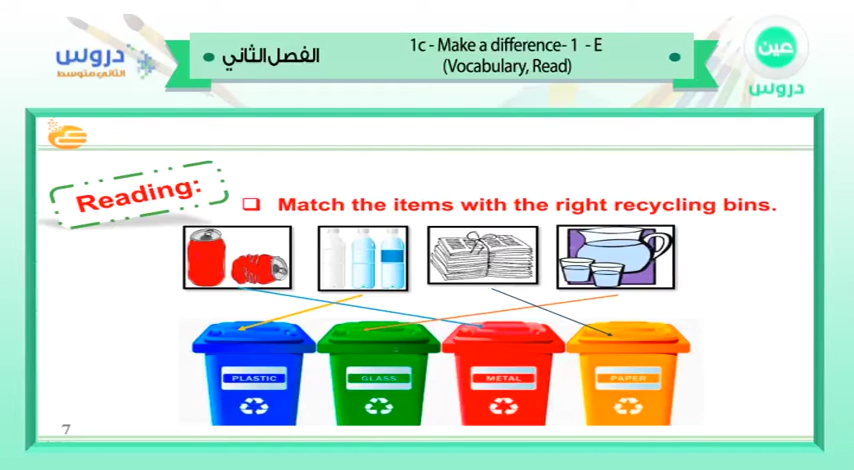 دروس
الثاني متوسط
الفصل الثاني
1c - Make a difference- 1 - E
(Vocabulary, Read)
عين
دروس
Reading:
Match the items with the right recycling bins.
PLASTIC
GLASS
METAL
PAPER
7